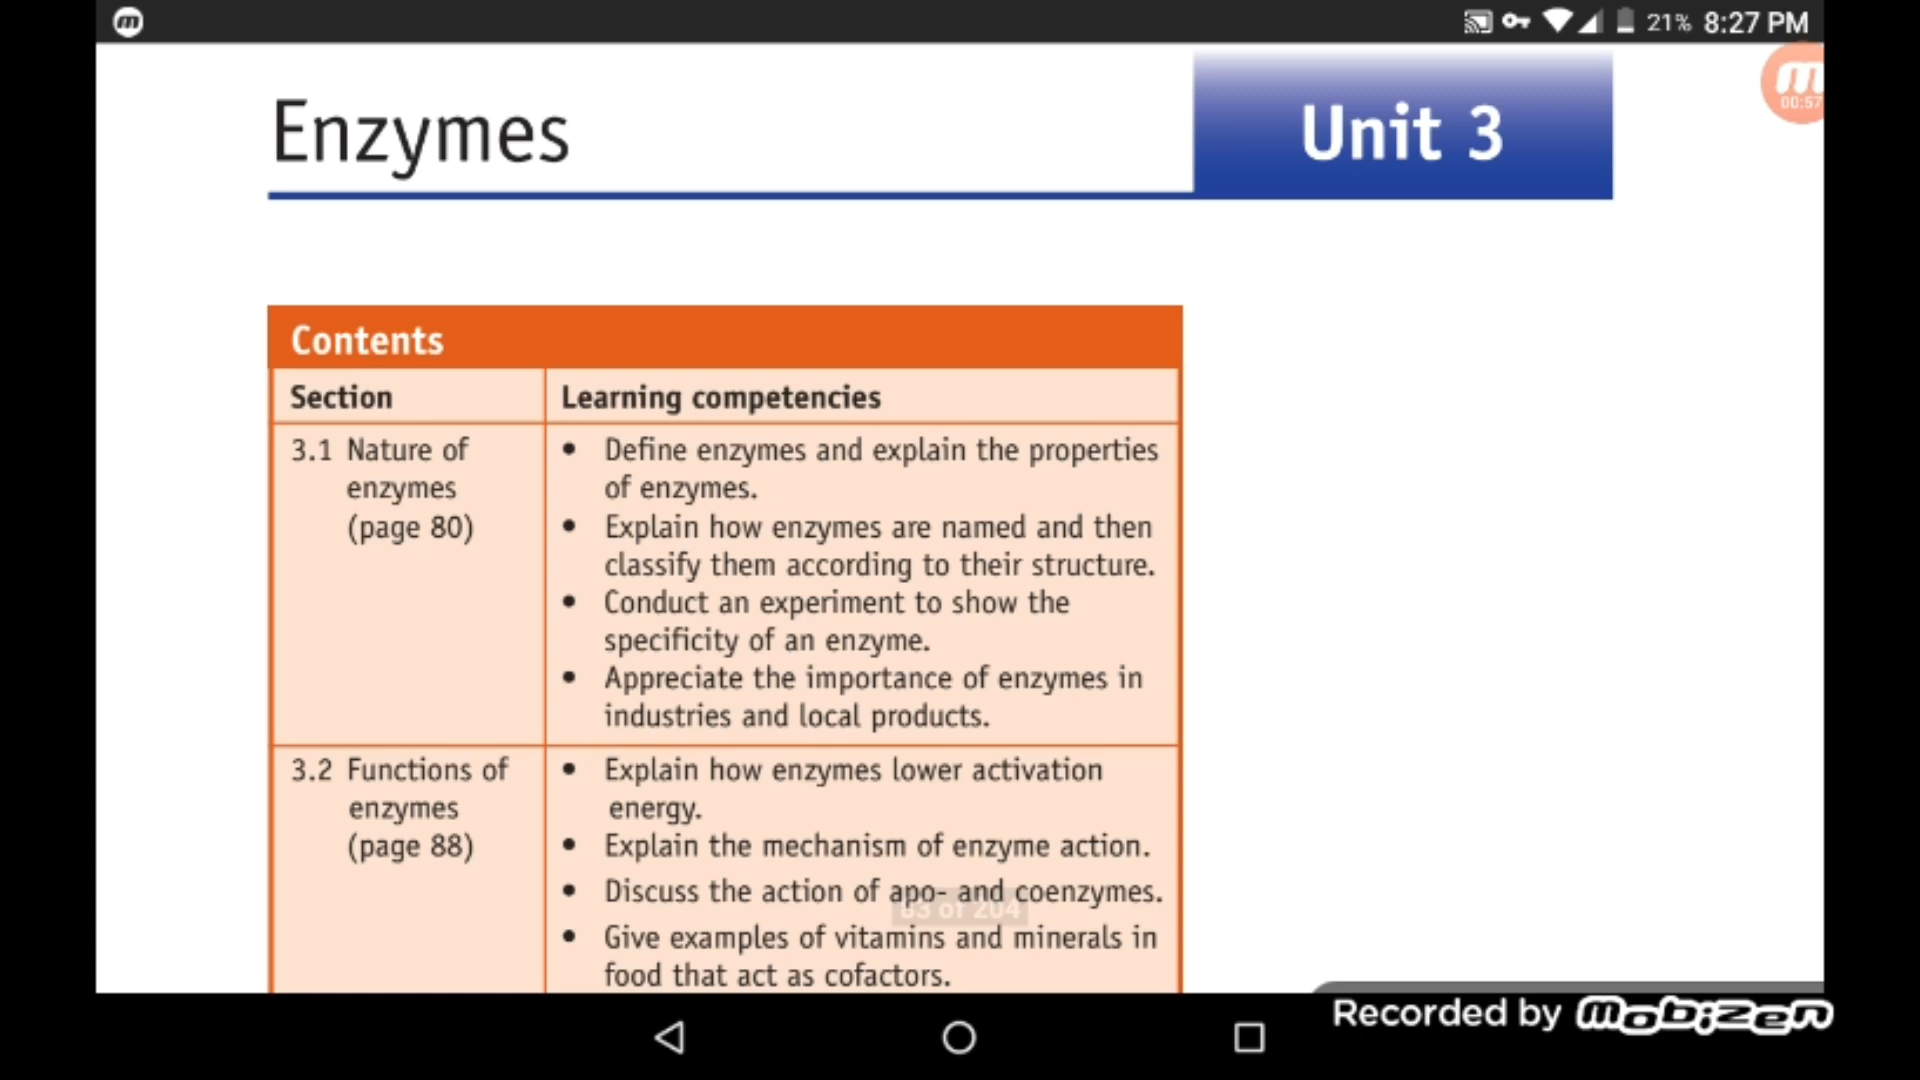 21% 8:27 PM
00:57
Enzymes
Unit 3
Contents
Section
Learning competencies
3.1 Nature of
enzymes
(page 80)
• Define enzymes and explain the properties
of enzymes.
• Explain how enzymes are named and then
classify them according to their structure.
• Conduct an experiment to show the
specificity of an enzyme.
• Appreciate the importance of enzymes in
industries and local products.
3.2 Functions of
enzymes
(page 88)
• Explain how enzymes lower activation
energy.
• Explain the mechanism of enzyme action.
• Discuss the action of apo- and coenzymes.
83 of 204
• Give examples of vitamins and minerals in
food that act as cofactors.
Recorded by mobizen